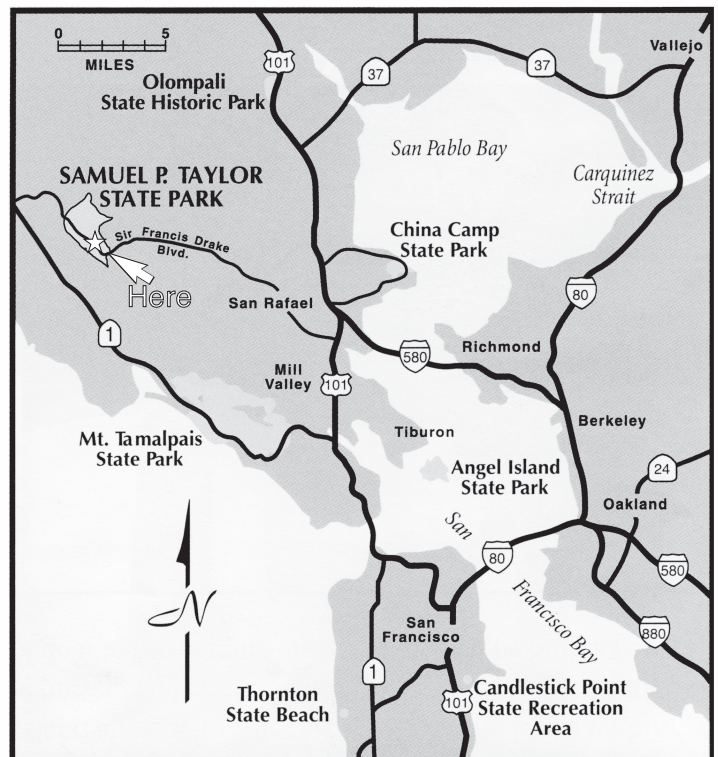 0 5
MILES
Vallejo
101
37
37
Olompali
State Historic Park
San Pablo Bay
Carquinez
Strait
SAMUEL P. TAYLOR
STATE PARK
China Camp
State Park
Sir Francis Drake
Blvd.
Here
San Rafael
80
1
580
Richmond
Mill
Valley
101
Berkeley
Tiburon
Mt. Tamalpais
State Park
Angel Island
State Park
24
Oakland
San
Francisco Bay
80
580
N
San
Francisco
880
1
Thornton
State Beach
101
Candlestick Point
State Recreation
Area